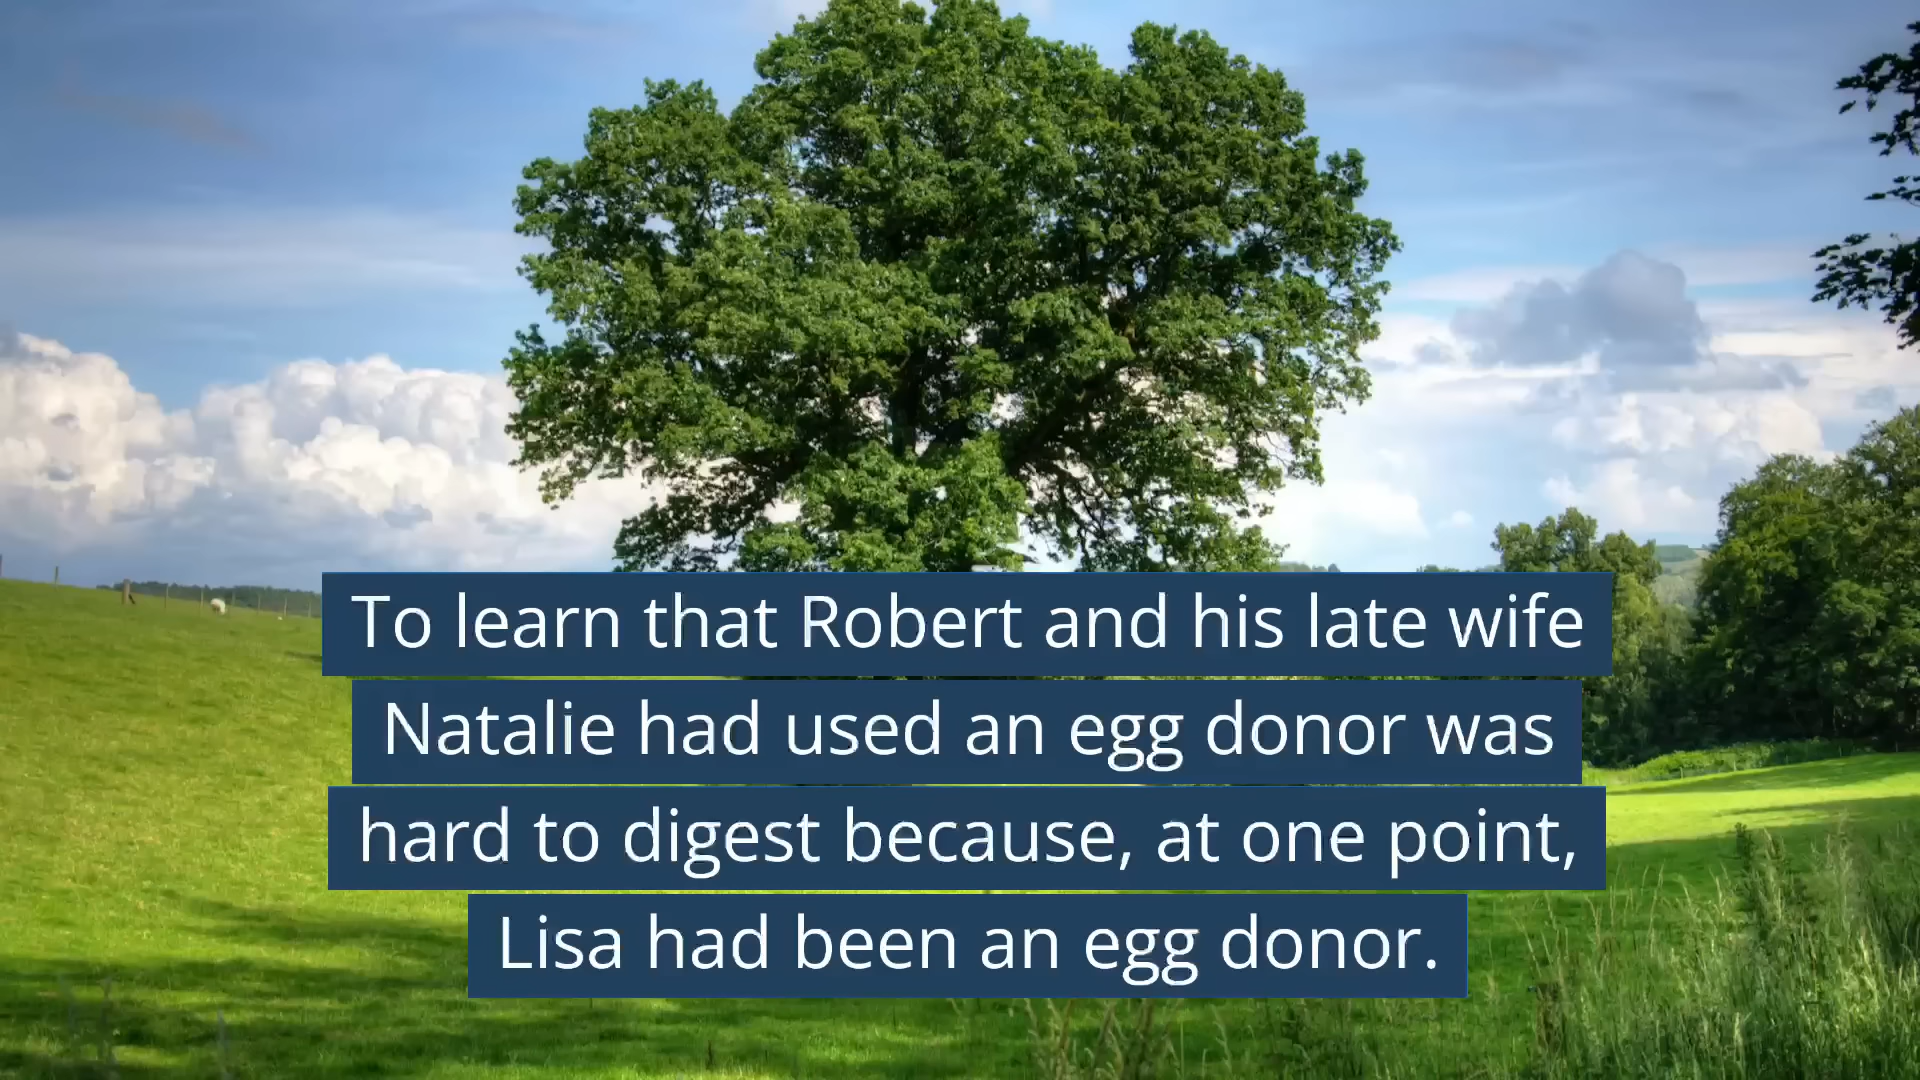 To learn that Robert and his late wife
Natalie had used an egg donor was
hard to digest because, at one point,
Lisa had been an egg donor.